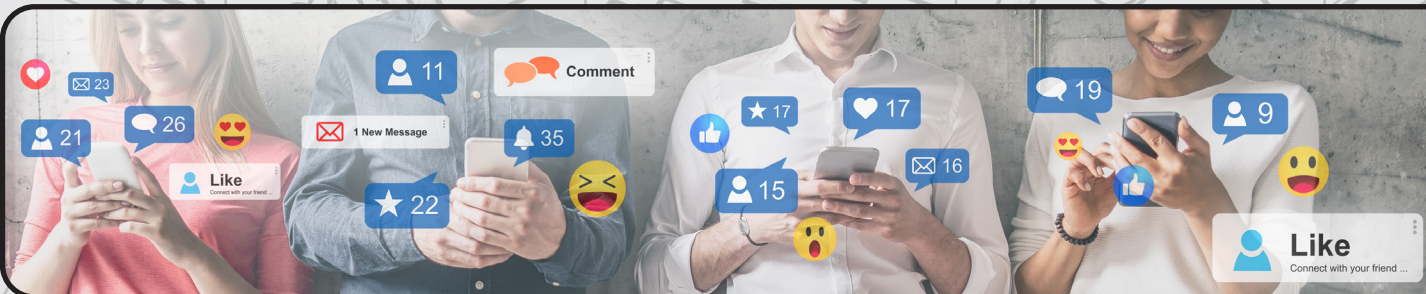 23
21
26
Like
Connect with your friend ...
11
Comment
1 New Message
35
22
17
17
16
15
19
9
Like
Connect with your friend ...